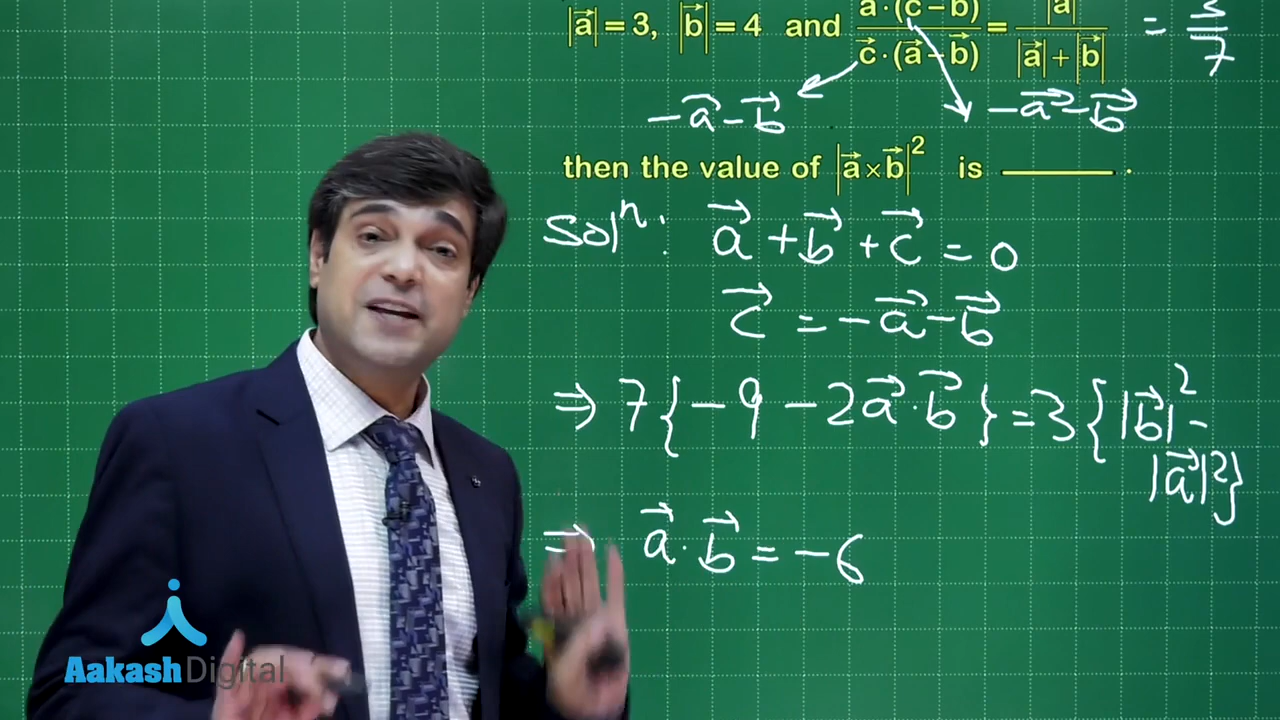 |a⃗| = 3, |b⃗| = 4 and a⃗·(c⃗ − b⃗) / c⃗·(a⃗ − b⃗) = |a⃗| / |a⃗| + |b⃗| = 3/7
−a⃗ − b⃗ −a⃗ − b⃗
then the value of |a⃗ × b⃗|² is ______ .
Solⁿ: a⃗ + b⃗ + c⃗ = 0
c⃗ = −a⃗ − b⃗
⇒ 7{−9 − 2a⃗·b⃗} = 3{|b⃗|² −
|a⃗|²}
⇒ a⃗·b⃗ = −6
Aakash Digital